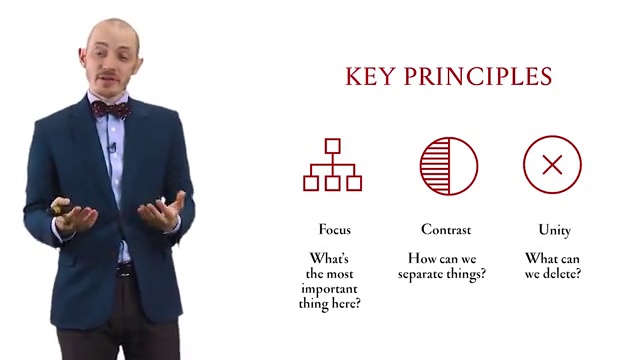 KEY PRINCIPLES
Focus
What's
the most
important
thing here?
Contrast
How can we
separate things?
Unity
What can
we delete?